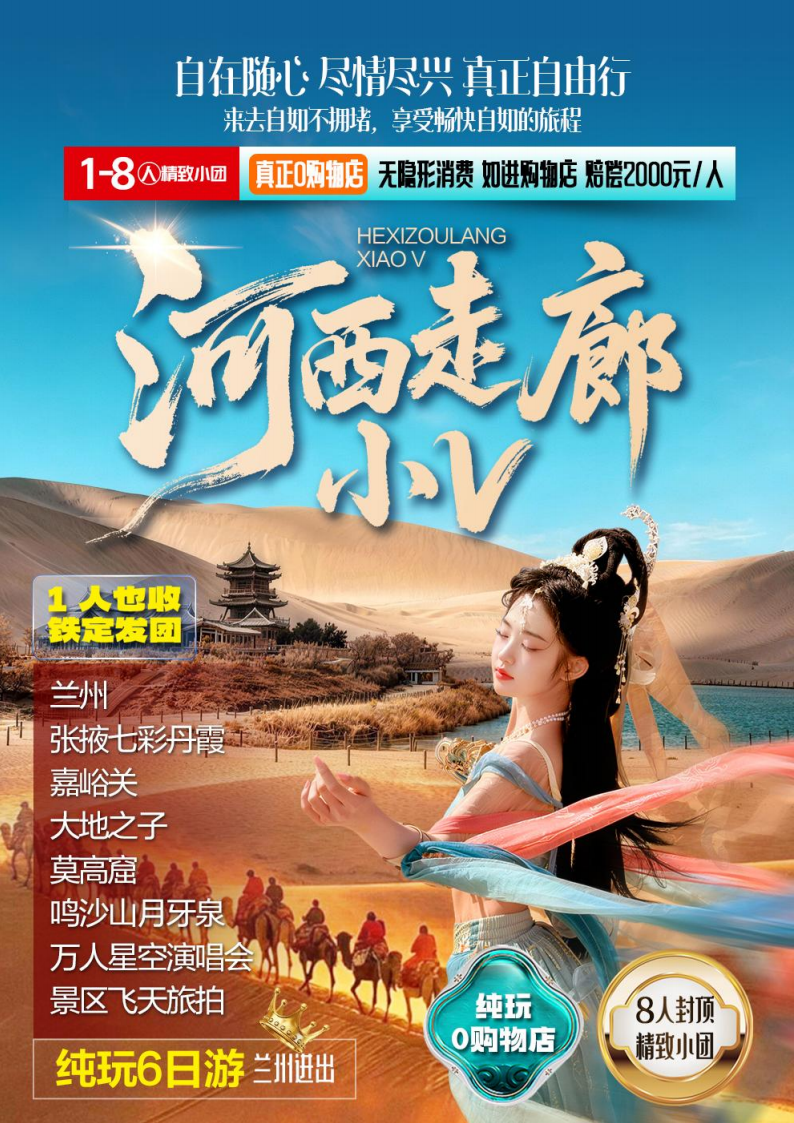 自在随心 尽情尽兴 真正自由行
来去自如不拥堵，享受畅快自如的旅程
1-8人精致小团 真正0购物店 无隐形消费 如进购物店 赔偿2000元/人
HEXIZOULANG
XIAO V
河西走廊
小V
1 人也收
铁定发团
兰州
张掖七彩丹霞
嘉峪关
大地之子
莫高窟
鸣沙山月牙泉
万人星空演唱会
景区飞天旅拍
纯玩6日游 兰州进出
纯玩
0购物店
8人封顶
精致小团